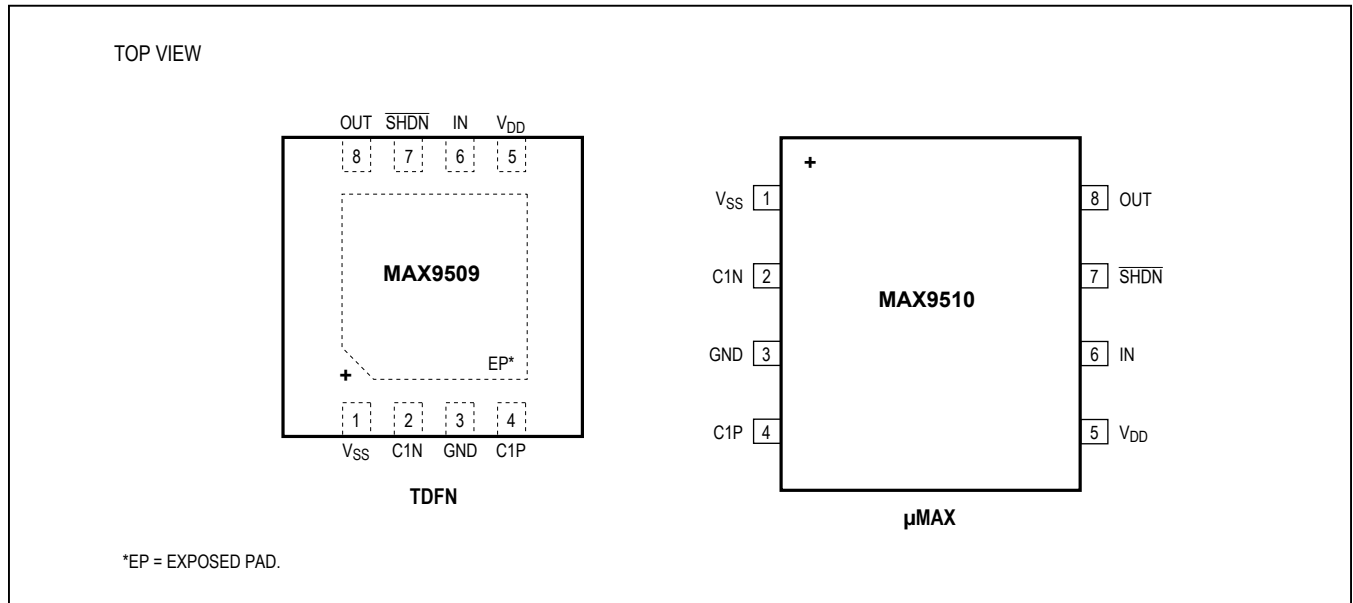 TOP VIEW
OUT S̅H̅D̅N̅ IN VDD
8 7 6 5
MAX9509
EP*
+
1 2 3 4
VSS C1N GND C1P
TDFN
+
VSS 1
8 OUT
C1N 2
7 S̅H̅D̅N̅
MAX9510
GND 3
6 IN
C1P 4
5 VDD
µMAX
*EP = EXPOSED PAD.